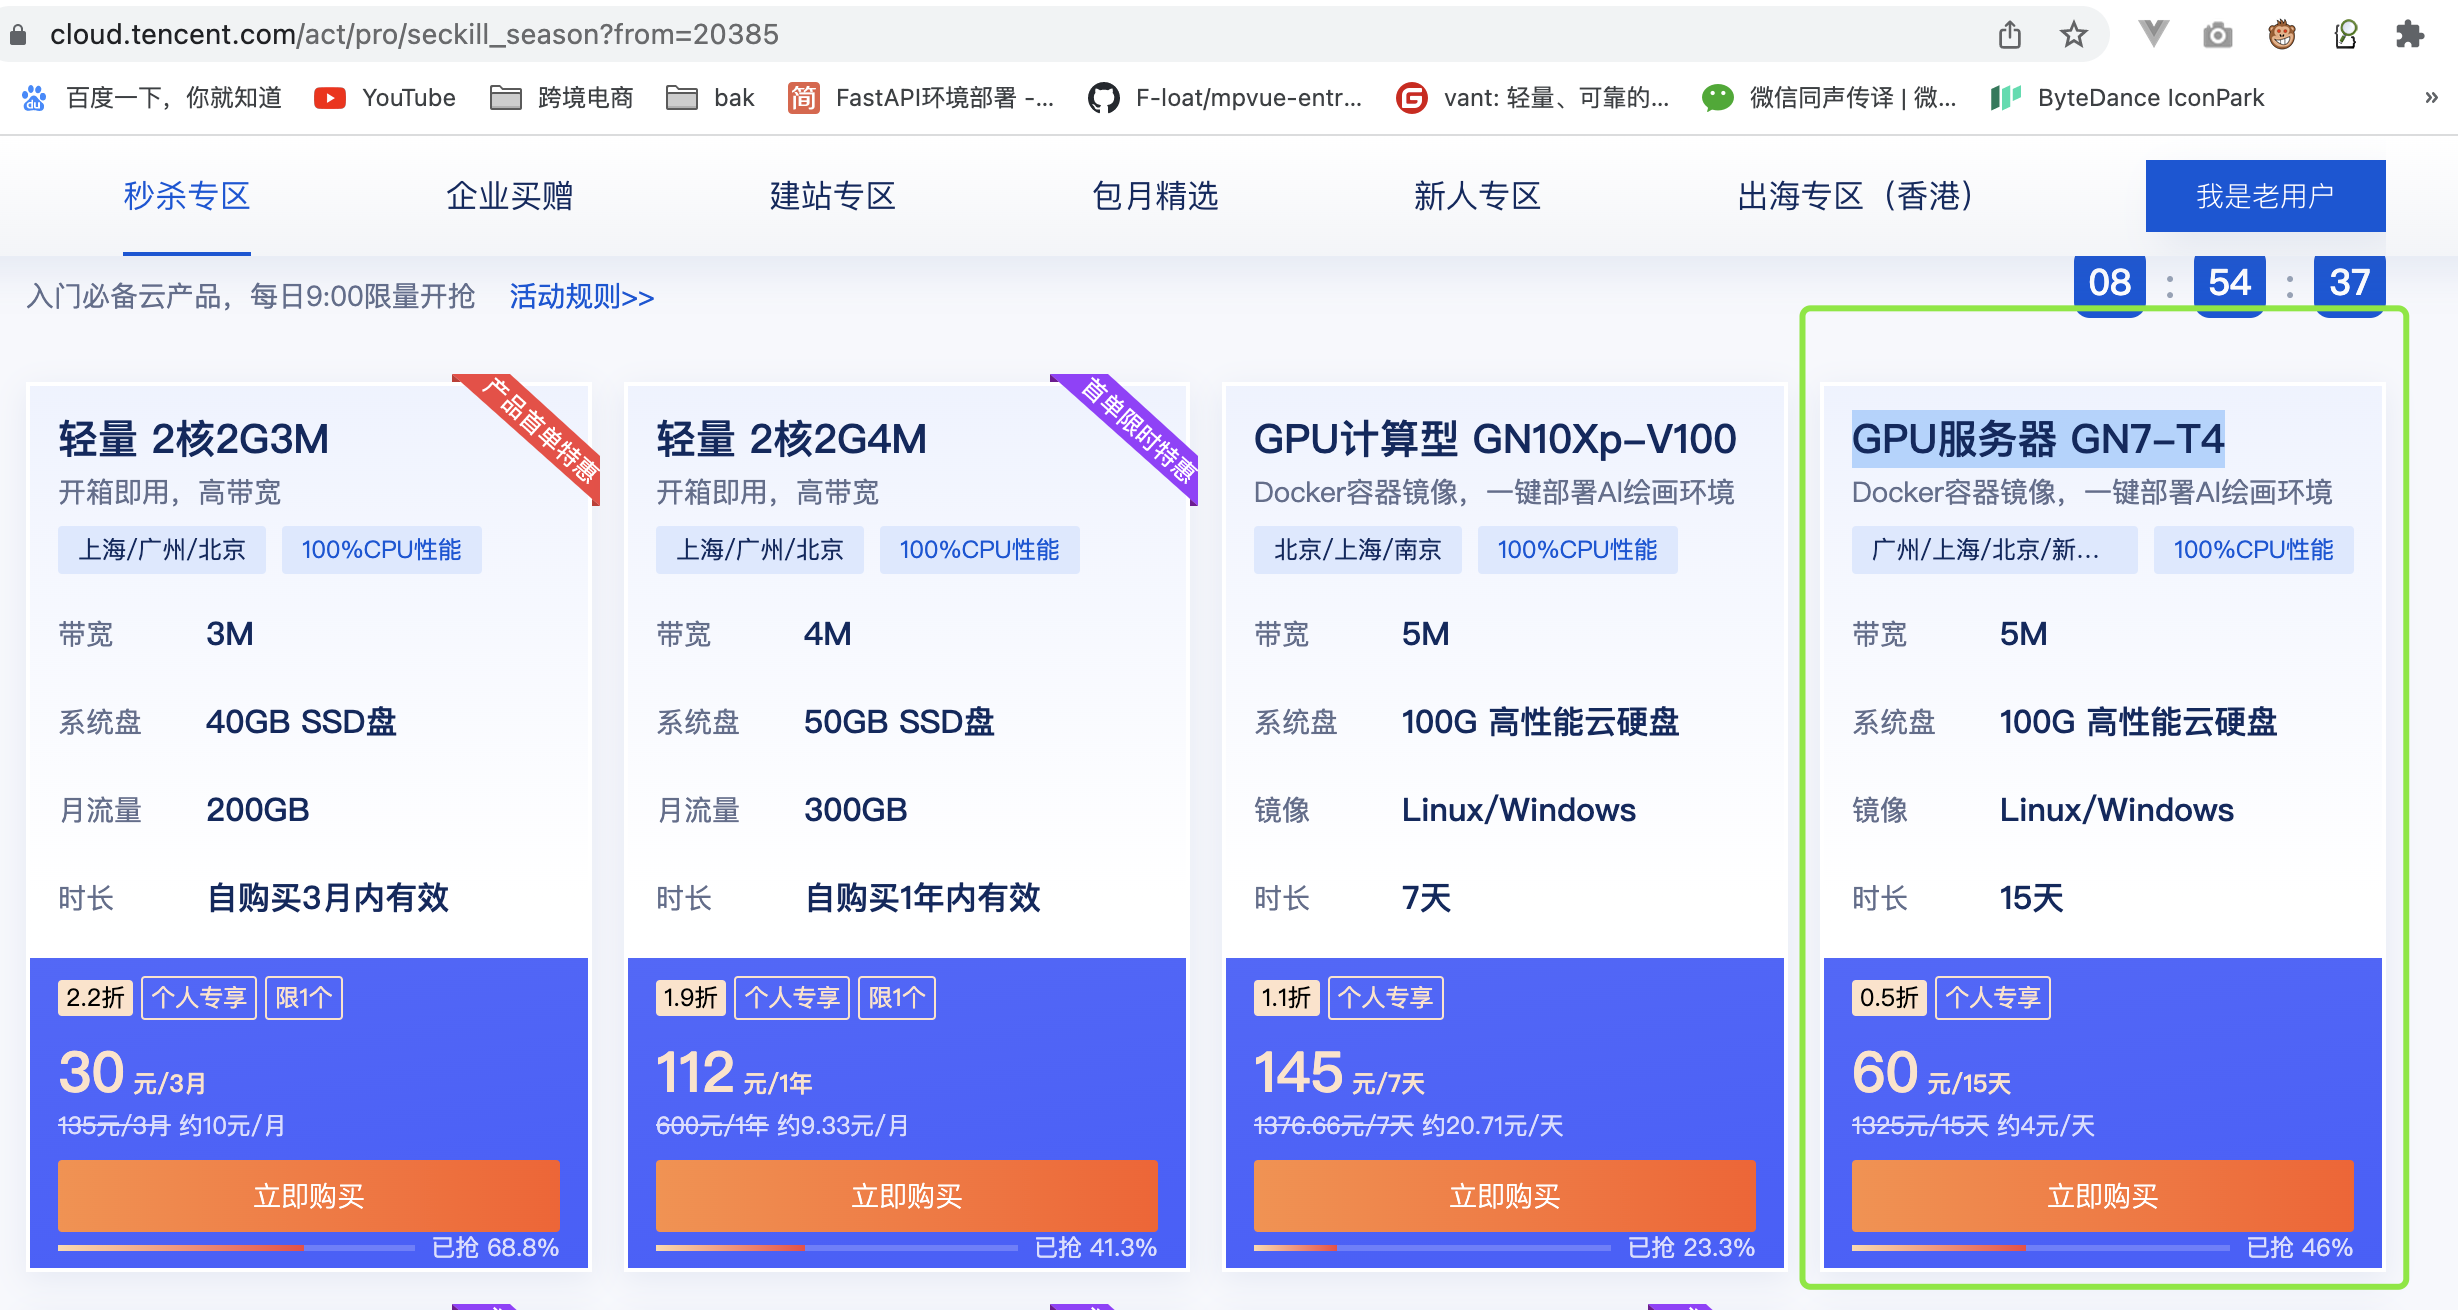 cloud.tencent.com/act/pro/seckill_season?from=20385
百度一下，你就知道 YouTube 跨境电商 bak FastAPI环境部署 -... F-loat/mpvue-entr... vant: 轻量、可靠的... 微信同声传译 | 微... ByteDance IconPark »
秒杀专区 企业买赠 建站专区 包月精选 新人专区 出海专区（香港） 我是老用户
入门必备云产品，每日9:00限量开抢 活动规则>> 08 : 54 : 37
产品首单特惠
轻量 2核2G3M
开箱即用，高带宽
上海/广州/北京 100%CPU性能
带宽 3M
系统盘 40GB SSD盘
月流量 200GB
时长 自购买3月内有效
2.2折 个人专享 限1个
30 元/3月
135元/3月 约10元/月
立即购买
已抢 68.8%
首单限时特惠
轻量 2核2G4M
开箱即用，高带宽
上海/广州/北京 100%CPU性能
带宽 4M
系统盘 50GB SSD盘
月流量 300GB
时长 自购买1年内有效
1.9折 个人专享 限1个
112 元/1年
600元/1年 约9.33元/月
立即购买
已抢 41.3%
GPU计算型 GN10Xp-V100
Docker容器镜像，一键部署AI绘画环境
北京/上海/南京 100%CPU性能
带宽 5M
系统盘 100G 高性能云硬盘
镜像 Linux/Windows
时长 7天
1.1折 个人专享
145 元/7天
1376.66元/7天 约20.71元/天
立即购买
已抢 23.3%
GPU服务器 GN7-T4
Docker容器镜像，一键部署AI绘画环境
广州/上海/北京/新... 100%CPU性能
带宽 5M
系统盘 100G 高性能云硬盘
镜像 Linux/Windows
时长 15天
0.5折 个人专享
60 元/15天
1325元/15天 约4元/天
立即购买
已抢 46%